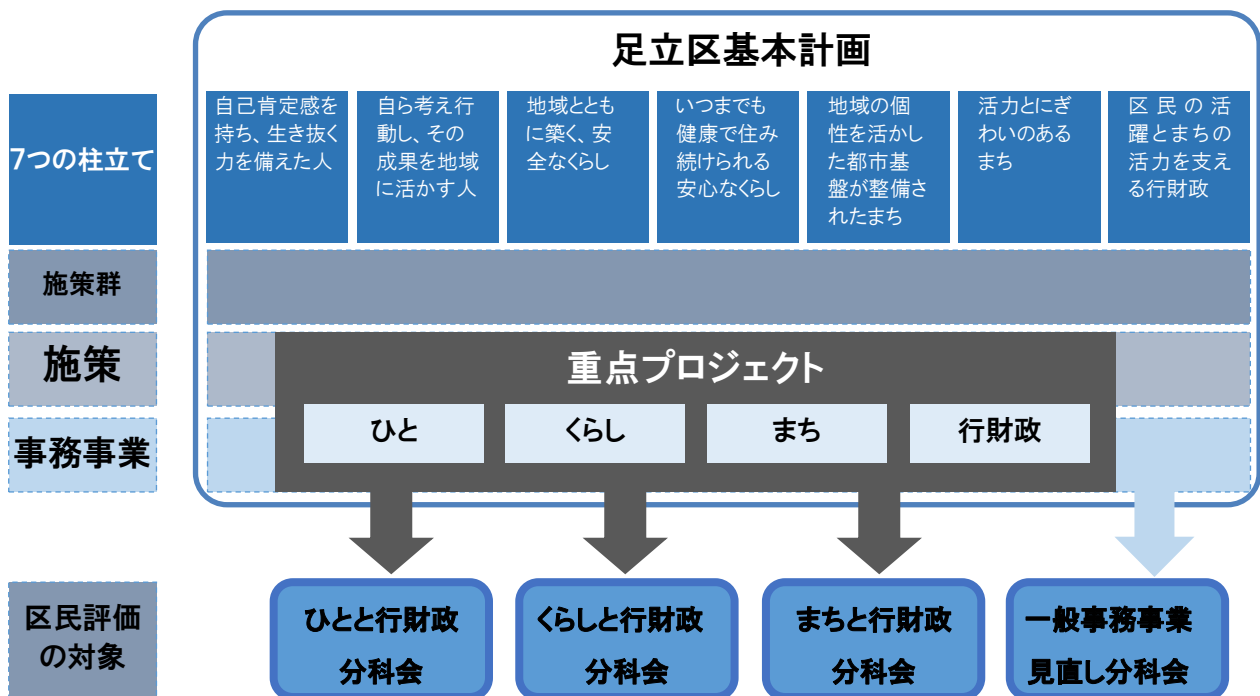 足立区基本計画
7つの柱立て
自己肯定感を
持ち、生き抜く
力を備えた人
自ら考え行
動し、その
成果を地域
に活かす人
地域ととも
に築く、安
全なくらし
いつまでも
健康で住み
続けられる
安心なくらし
地域の個
性を活かし
た都市基
盤が整備さ
れたまち
活力とにぎ
わいのある
まち
区民の活
躍とまちの
活力を支え
る行財政
施策群
施策
重点プロジェクト
事務事業
ひと
くらし
まち
行財政
区民評価
の対象
ひとと行財政
分科会
くらしと行財政
分科会
まちと行財政
分科会
一般事務事業
見直し分科会